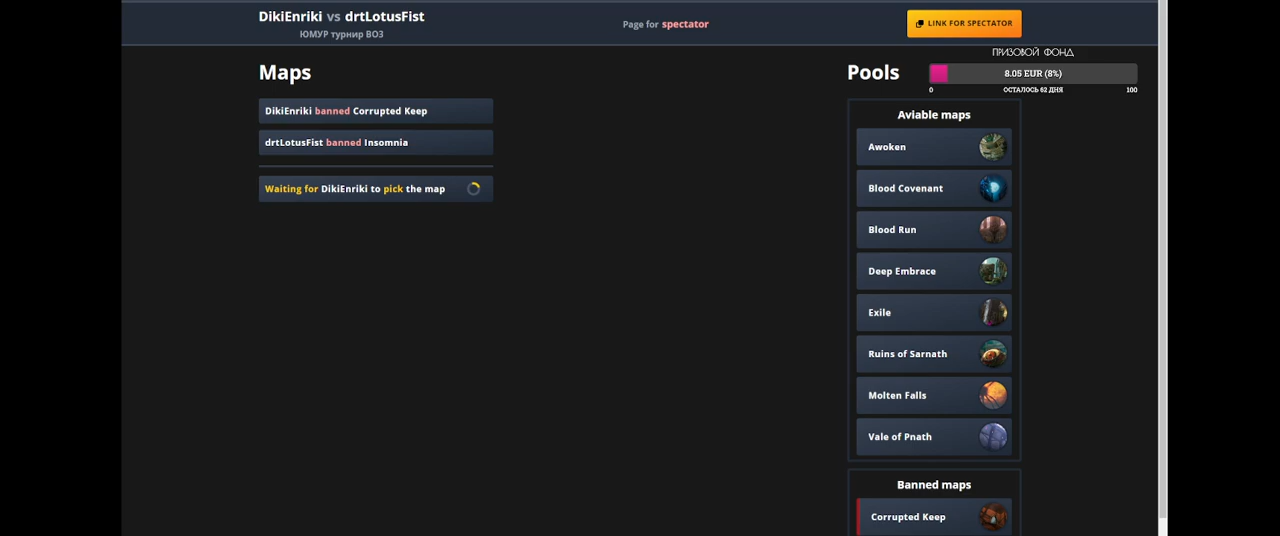 DikiEnriki vs drtLotusFist
ЮМУР турнир ВОЗ
Page for spectator
LINK FOR SPECTATOR
ПРИЗОВОЙ ФОНД
8.05 EUR (8%)
0 ОСТАЛОСЬ 62 ДНЯ 100
Maps
DikiEnriki banned Corrupted Keep
drtLotusFist banned Insomnia
Waiting for DikiEnriki to pick the map
Pools
Aviable maps
Awoken
Blood Covenant
Blood Run
Deep Embrace
Exile
Ruins of Sarnath
Molten Falls
Vale of Pnath
Banned maps
Corrupted Keep